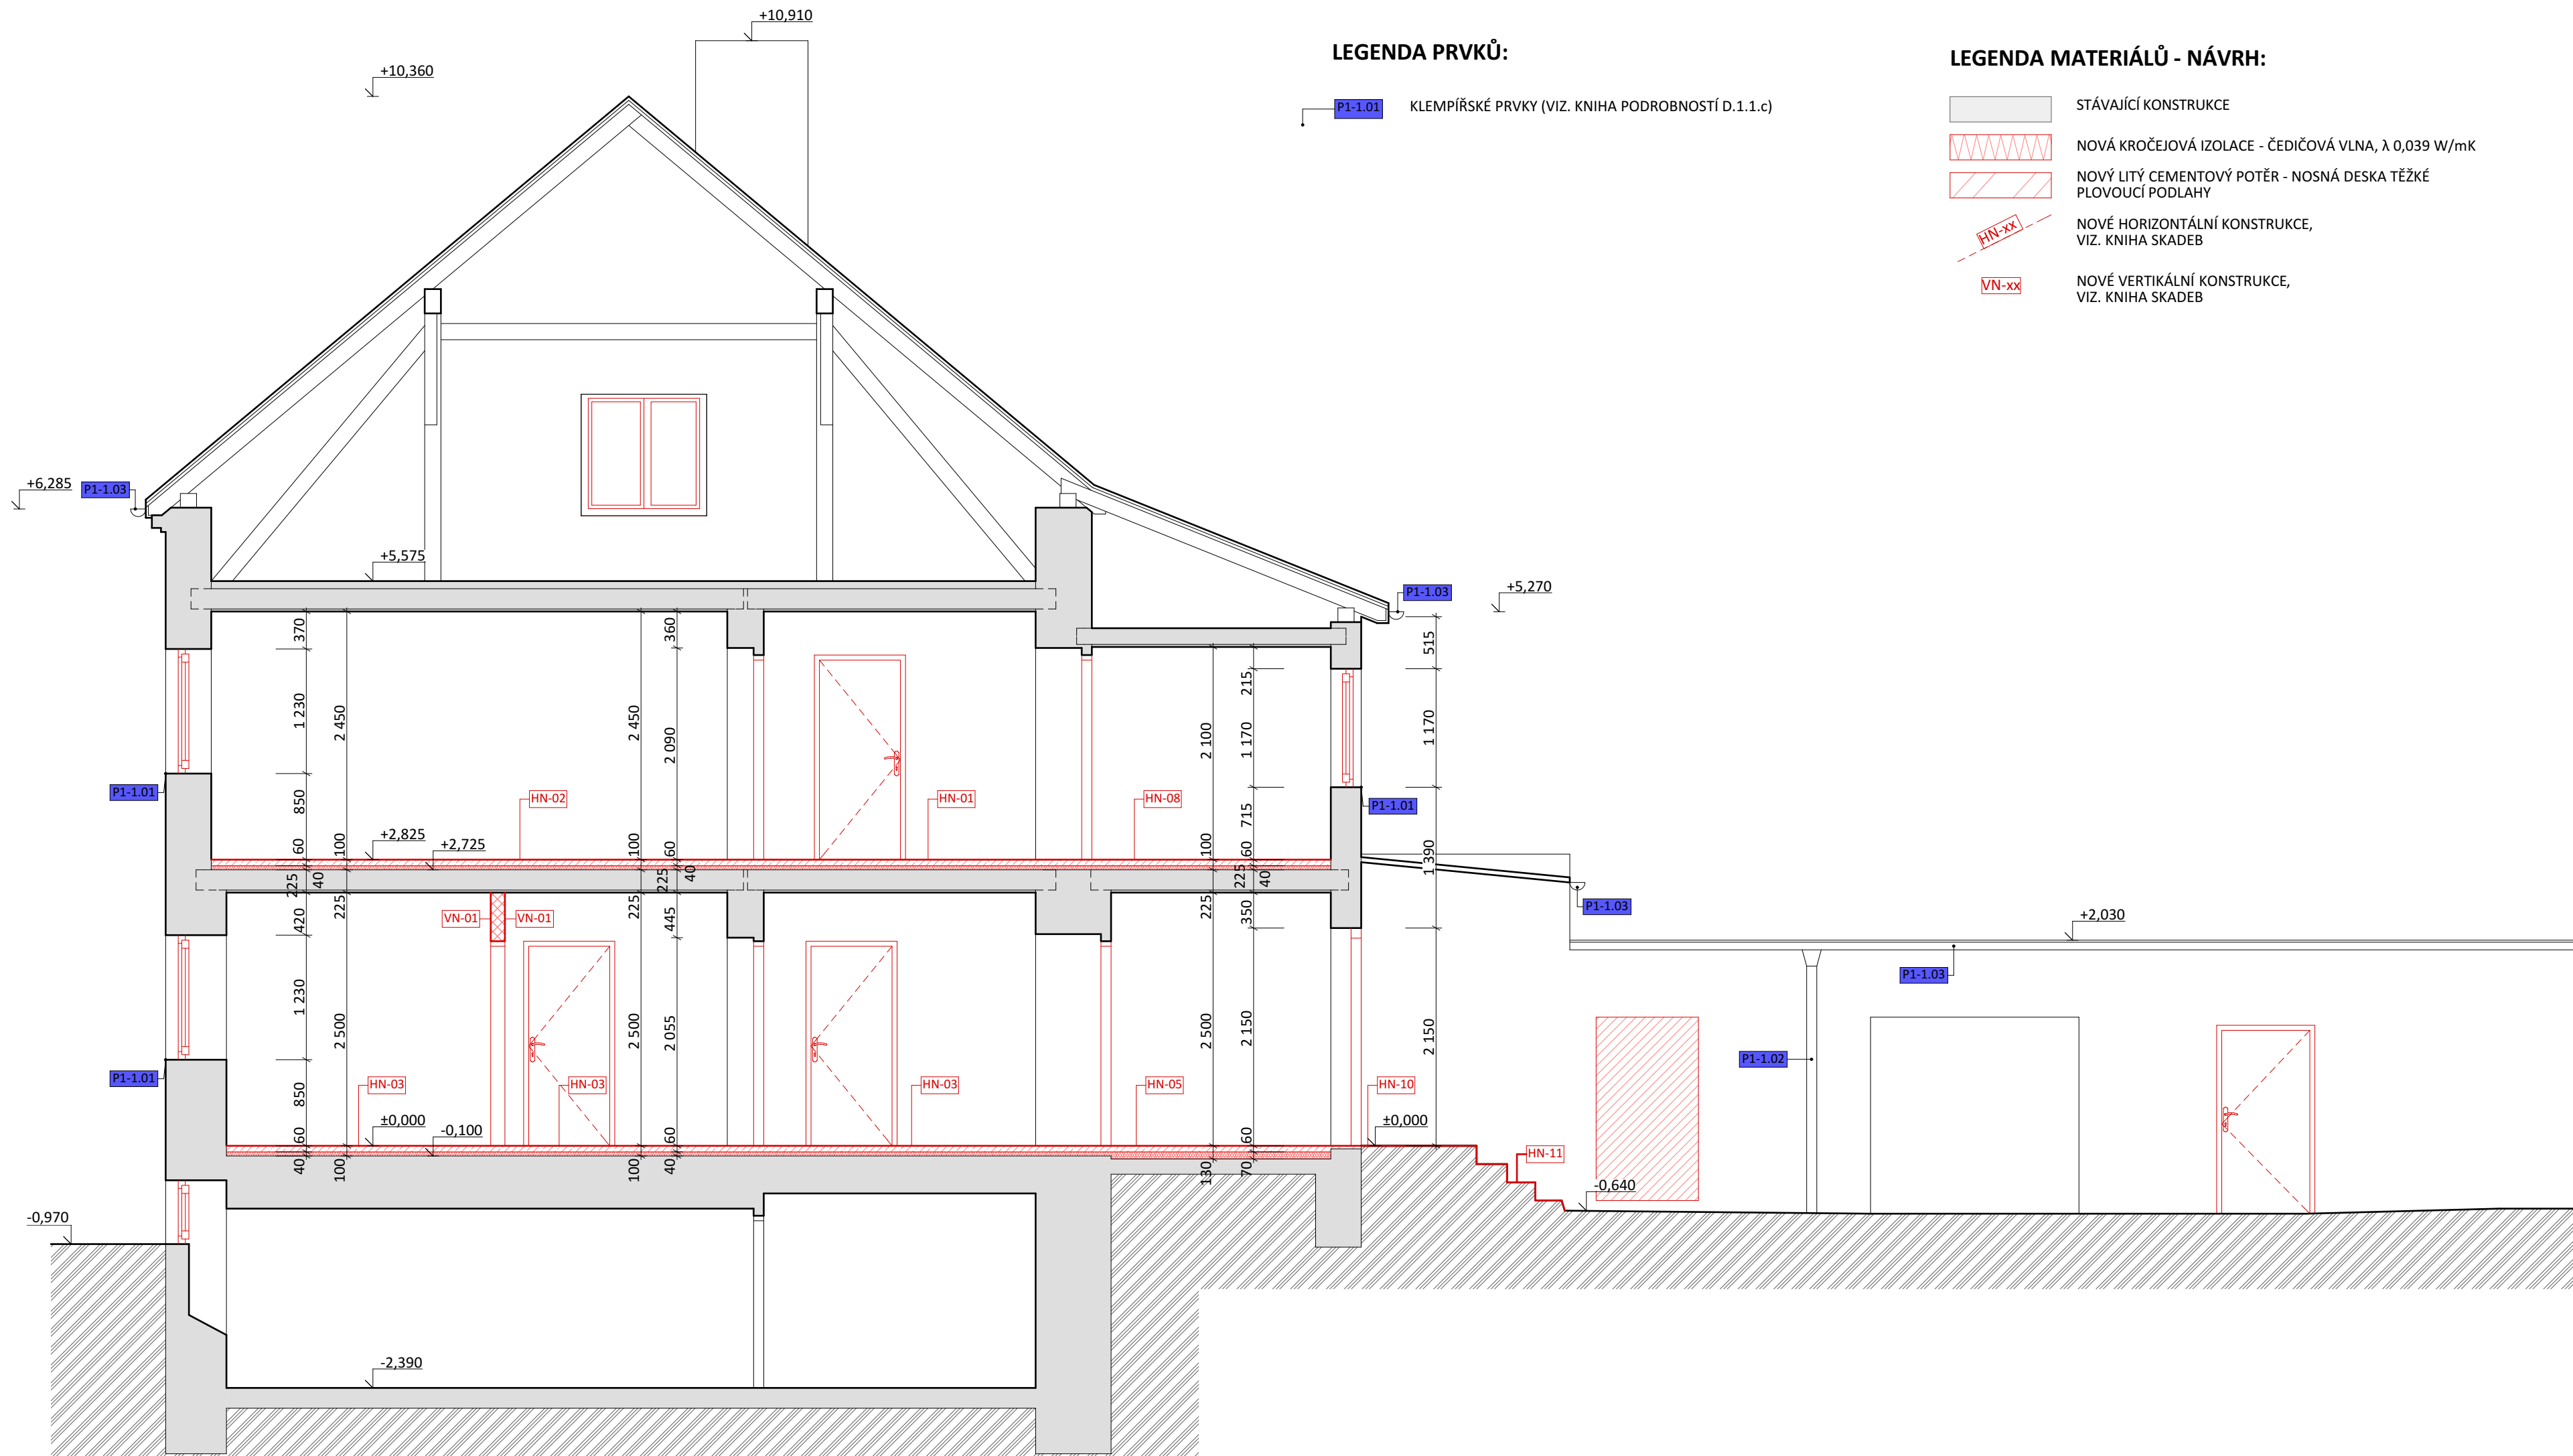 +10,910
LEGENDA PRVKŮ:
LEGENDA MATERIÁLŮ - NÁVRH:
+10,360
P1-1.01
KLEMPÍŘSKÉ PRVKY (VIZ. KNIHA PODROBNOSTÍ D.1.1.c)
STÁVAJÍCÍ KONSTRUKCE
NOVÁ KROČEJOVÁ IZOLACE - ČEDIČOVÁ VLNA, λ 0,039 W/mK
NOVÝ LITÝ CEMENTOVÝ POTĚR - NOSNÁ DESKA TĚŽKÉ
PLOVOUCÍ PODLAHY
HN-xx
NOVÉ HORIZONTÁLNÍ KONSTRUKCE,
VIZ. KNIHA SKADEB
VN-xx
NOVÉ VERTIKÁLNÍ KONSTRUKCE,
VIZ. KNIHA SKADEB
+6,285
P1-1.03
+5,575
P1-1.03
+5,270
370
360
515
1 230
2 450
2 450
2 090
2 100
215
1 170
1 170
P1-1.01
HN-02
HN-01
HN-08
P1-1.01
850
715
60
100
+2,825
+2,725
100
60
100
60
1 390
225
40
225
40
225
40
225
225
225
P1-1.03
420
VN-01
VN-01
445
350
+2,030
P1-1.03
1 230
2 500
2 500
2 055
2 500
2 150
2 150
P1-1.02
P1-1.01
850
HN-03
HN-03
HN-03
HN-05
HN-10
±0,000
-0,100
±0,000
60
60
60
40
100
100
40
130
70
HN-11
-0,640
-0,970
-2,390